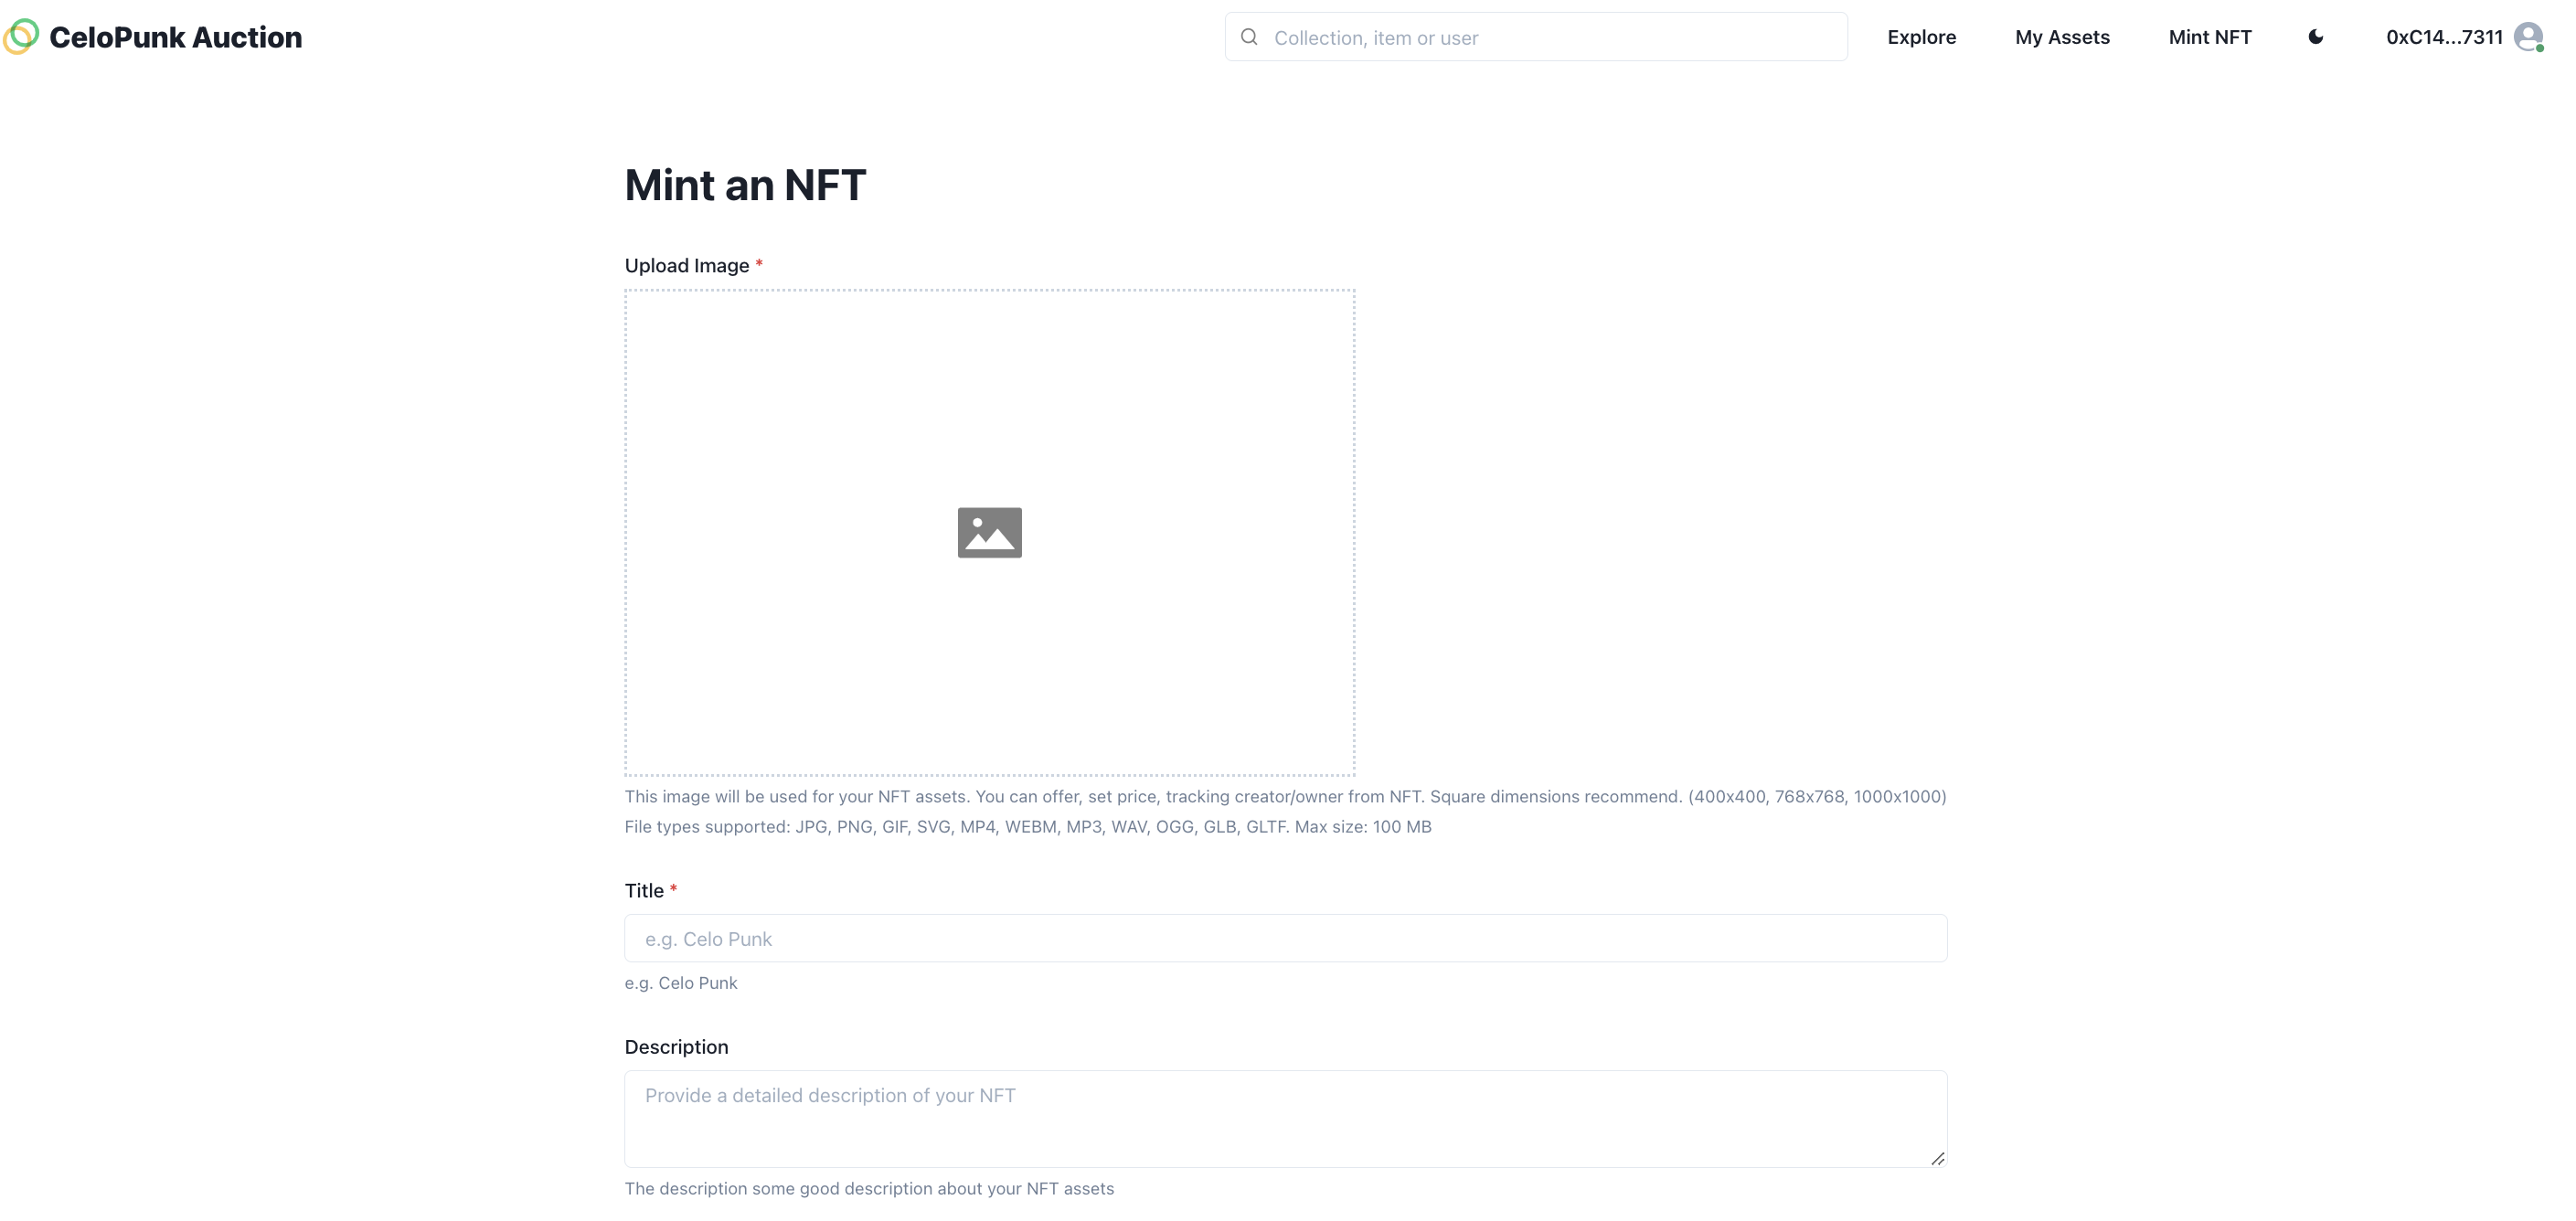 CeloPunk Auction
Collection, item or user
Explore
My Assets
Mint NFT
0xC14...7311
Mint an NFT
Upload Image *
This image will be used for your NFT assets. You can offer, set price, tracking creator/owner from NFT. Square dimensions recommend. (400x400, 768x768, 1000x1000)
File types supported: JPG, PNG, GIF, SVG, MP4, WEBM, MP3, WAV, OGG, GLB, GLTF. Max size: 100 MB
Title *
e.g. Celo Punk
e.g. Celo Punk
Description
Provide a detailed description of your NFT
The description some good description about your NFT assets